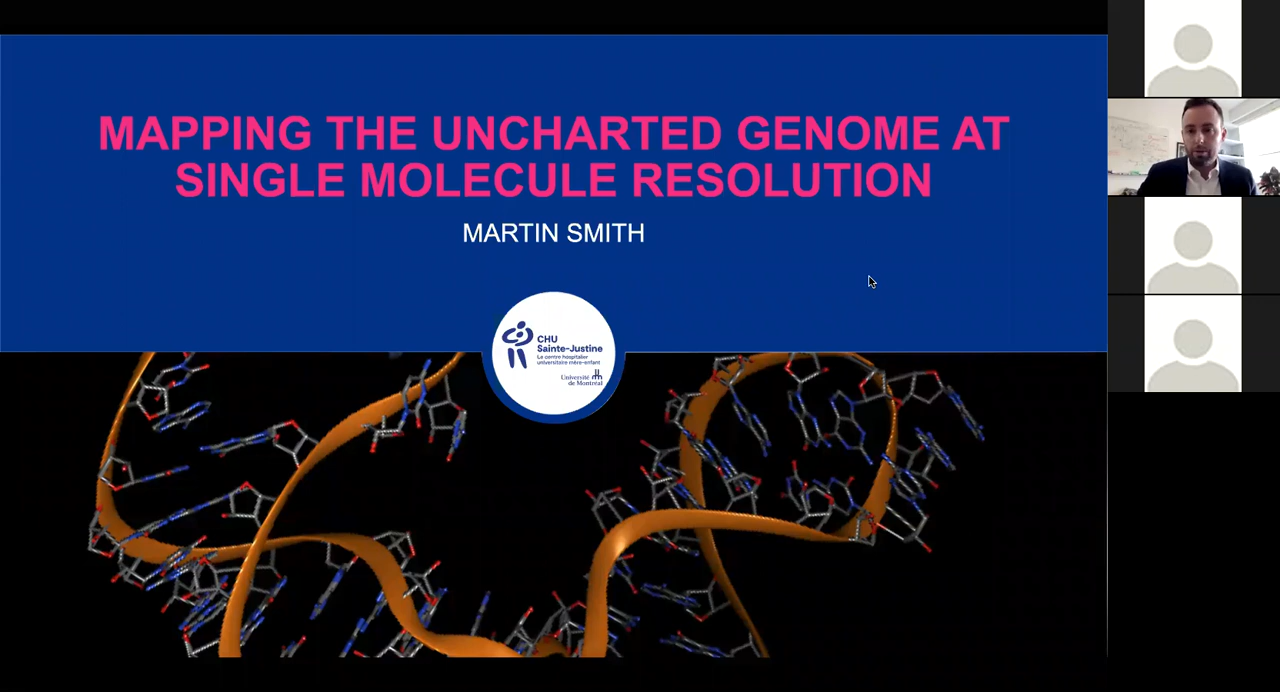 MAPPING THE UNCHARTED GENOME AT
SINGLE MOLECULE RESOLUTION
MARTIN SMITH
CHU
Sainte-Justine
Le centre hospitalier
universitaire mère-enfant
Université
de Montréal